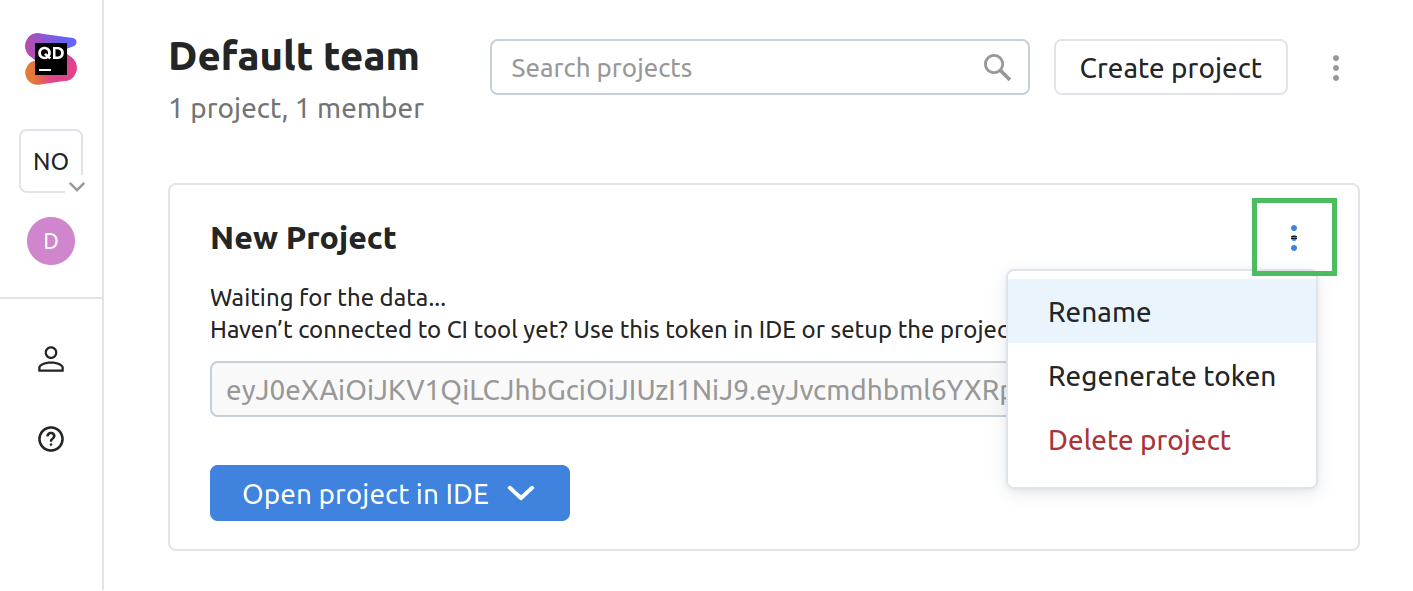 QD
Default team
1 project, 1 member
Search projects
Create project
NO
D
New Project
Waiting for the data...
Haven’t connected to CI tool yet? Use this token in IDE or setup the projec
eyJ0eXAiOiJKV1QiLCJhbGciOiJIUzI1NiJ9.eyJvcmdhbml6YXRp
Open project in IDE
Rename
Regenerate token
Delete project